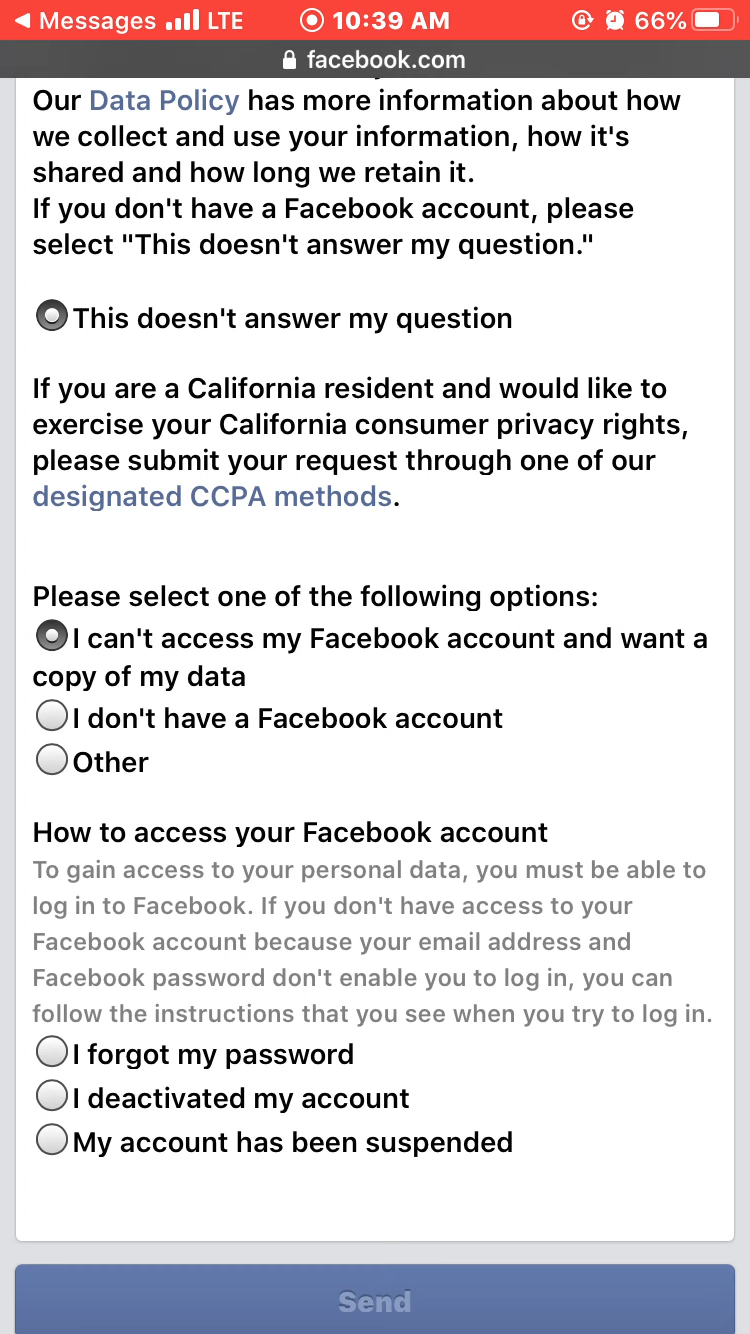 Messages LTE 10:39 AM 66%
facebook.com
Our Data Policy has more information about how
we collect and use your information, how it's
shared and how long we retain it.
If you don't have a Facebook account, please
select "This doesn't answer my question."
This doesn't answer my question
If you are a California resident and would like to
exercise your California consumer privacy rights,
please submit your request through one of our
designated CCPA methods.
Please select one of the following options:
I can't access my Facebook account and want a
copy of my data
I don't have a Facebook account
Other
How to access your Facebook account
To gain access to your personal data, you must be able to
log in to Facebook. If you don't have access to your
Facebook account because your email address and
Facebook password don't enable you to log in, you can
follow the instructions that you see when you try to log in.
I forgot my password
I deactivated my account
My account has been suspended
Send